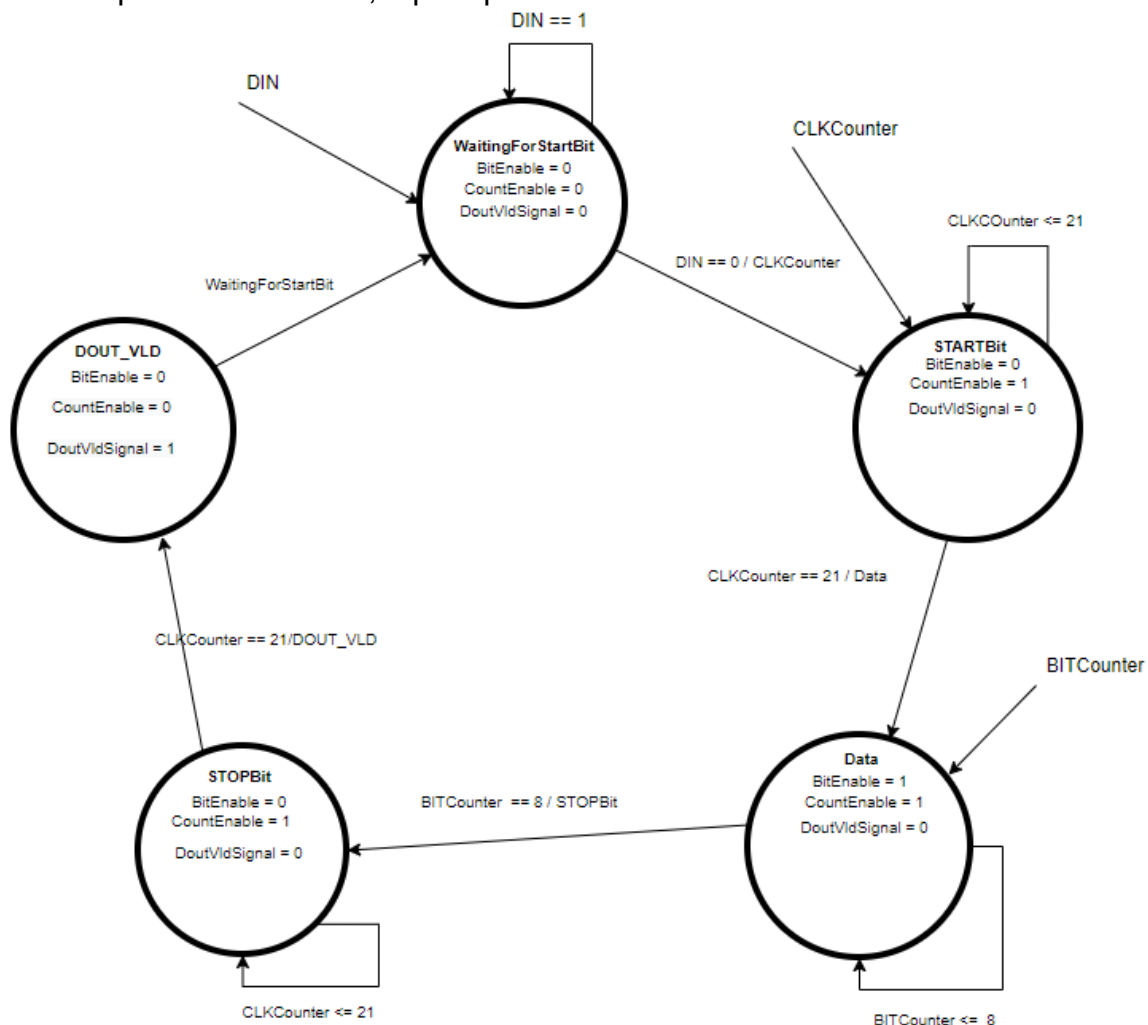 DIN == 1
DIN
CLKCounter
WaitingForStartBit
BitEnable = 0
CountEnable = 0
DoutVldSignal = 0
CLKCOunter <= 21
DIN == 0 / CLKCounter
WaitingForStartBit
STARTBit
BitEnable = 0
CountEnable = 1
DoutVldSignal = 0
DOUT_VLD
BitEnable = 0
CountEnable = 0
DoutVldSignal = 1
CLKCounter == 21 / Data
CLKCounter == 21/DOUT_VLD
BITCounter
Data
BitEnable = 1
CountEnable = 1
DoutVldSignal = 0
STOPBit
BitEnable = 0
CountEnable = 1
DoutVldSignal = 0
BITCounter == 8 / STOPBit
CLKCounter <= 21
BITCounter <= 8